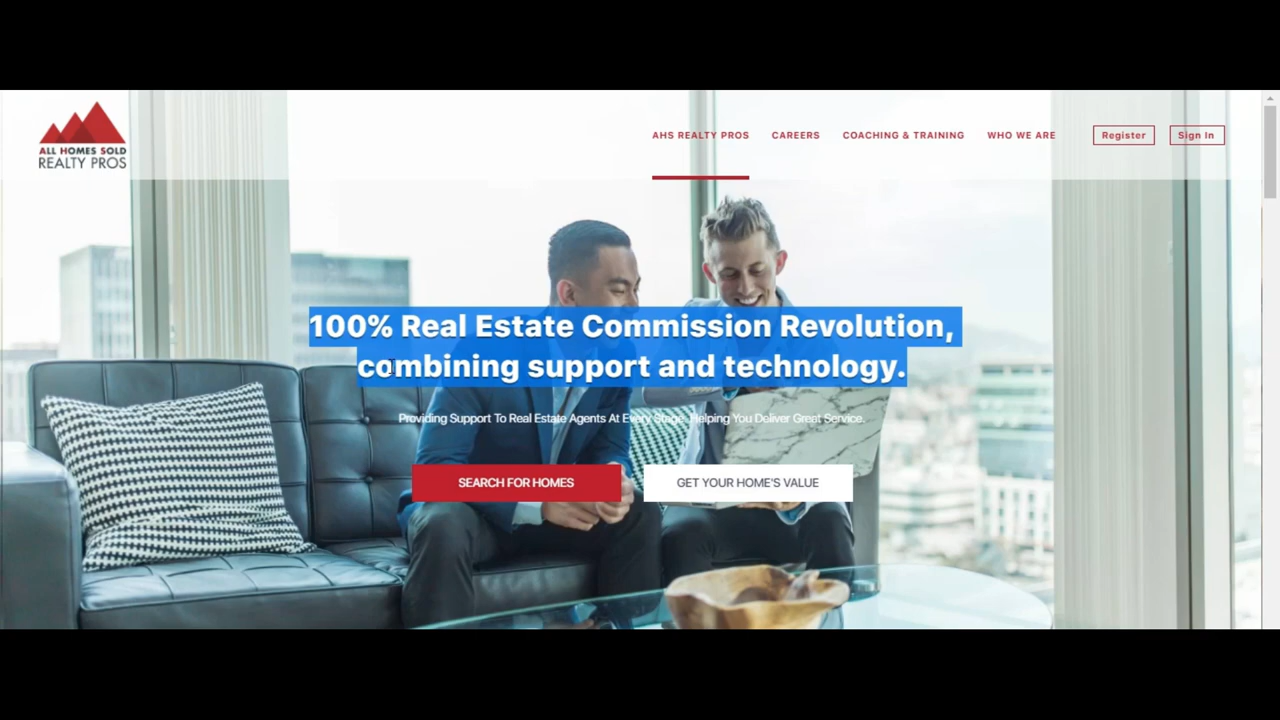 ALL HOMES SOLD
REALTY PROS
AHS REALTY PROS CAREERS COACHING & TRAINING WHO WE ARE Register Sign In
100% Real Estate Commission Revolution,
combining support and technology.
Providing Support To Real Estate Agents At Every Stage. Helping You Deliver Great Service.
SEARCH FOR HOMES GET YOUR HOME'S VALUE